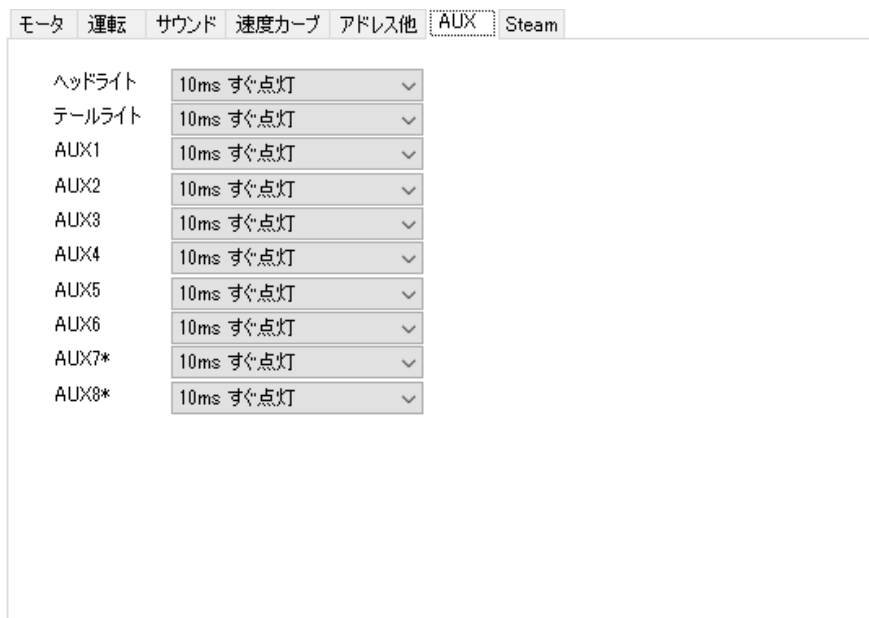 モータ 運転 サウンド 速度カーブ アドレス他 AUX Steam
ヘッドライト 10ms すぐ点灯
テールライト 10ms すぐ点灯
AUX1 10ms すぐ点灯
AUX2 10ms すぐ点灯
AUX3 10ms すぐ点灯
AUX4 10ms すぐ点灯
AUX5 10ms すぐ点灯
AUX6 10ms すぐ点灯
AUX7* 10ms すぐ点灯
AUX8* 10ms すぐ点灯